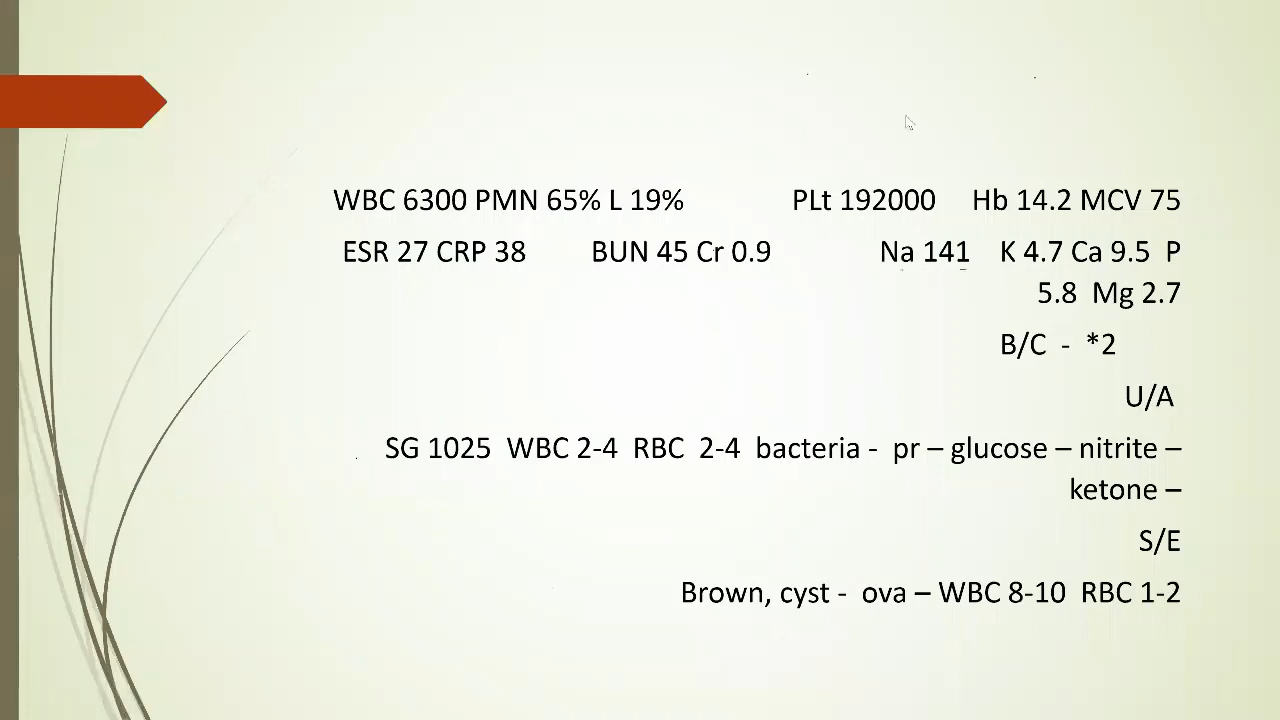 WBC 6300 PMN 65% L 19% PLt 192000 Hb 14.2 MCV 75
ESR 27 CRP 38 BUN 45 Cr 0.9 Na 141 K 4.7 Ca 9.5 P
5.8 Mg 2.7
B/C - *2
U/A
SG 1025 WBC 2-4 RBC 2-4 bacteria - pr – glucose – nitrite –
ketone –
S/E
Brown, cyst - ova – WBC 8-10 RBC 1-2